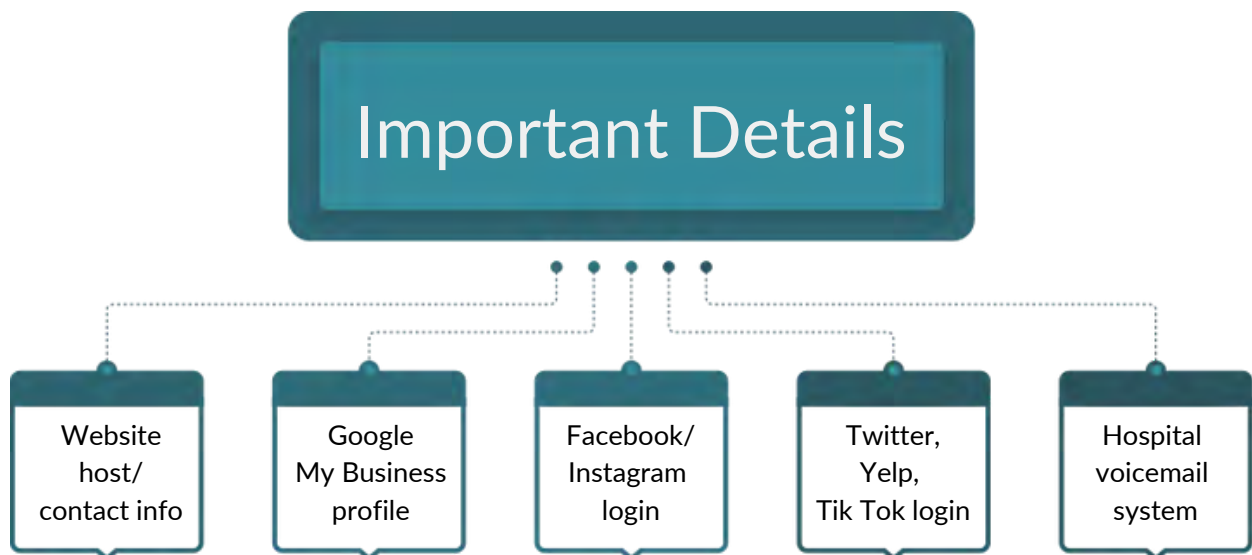 Important Details
Website
host/
contact info
Google
My Business
profile
Facebook/
Instagram
login
Twitter,
Yelp,
Tik Tok login
Hospital
voicemail
system